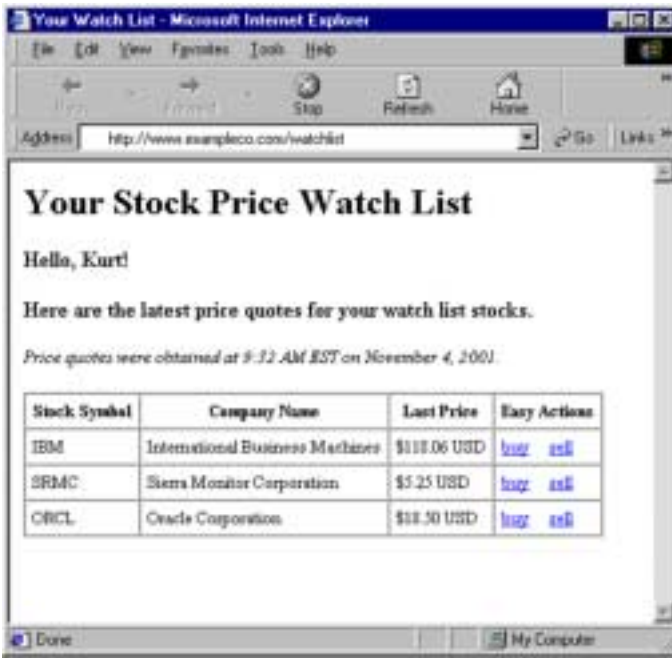 Your Watch List - Microsoft Internet Explorer
File Edit View Favorites Tools Help
Stop Refresh Home
Address http://www.exampleco.com/watchlist Go Links »
Your Stock Price Watch List
Hello, Kurt!
Here are the latest price quotes for your watch list stocks.
Price quotes were obtained at 9:32 AM EST on November 4, 2001.
Stock Symbol Company Name Last Price Easy Actions
IBM International Business Machines $118.06 USD buy sell
SRMC Sierra Monitor Corporation $5.25 USD buy sell
ORCL Oracle Corporation $18.50 USD buy sell
Done My Computer